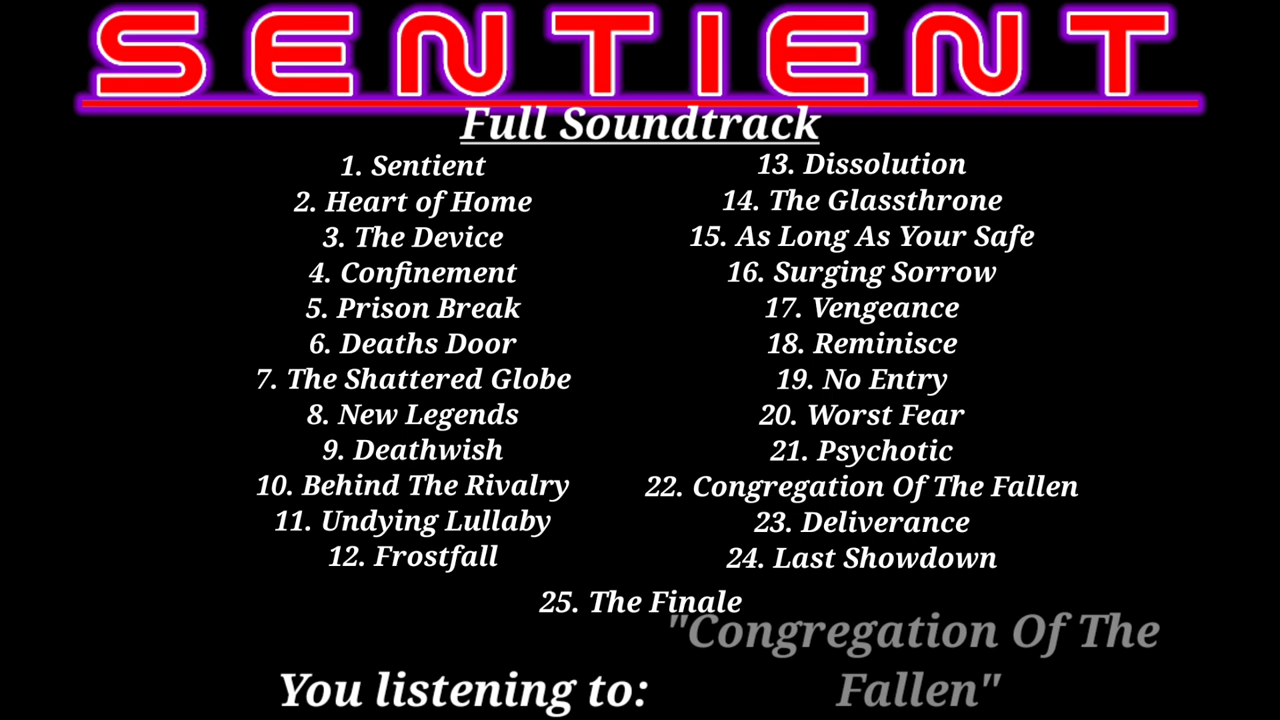 SENTIENT
Full Soundtrack
1. Sentient
2. Heart of Home
3. The Device
4. Confinement
5. Prison Break
6. Deaths Door
7. The Shattered Globe
8. New Legends
9. Deathwish
10. Behind The Rivalry
11. Undying Lullaby
12. Frostfall
13. Dissolution
14. The Glassthrone
15. As Long As Your Safe
16. Surging Sorrow
17. Vengeance
18. Reminisce
19. No Entry
20. Worst Fear
21. Psychotic
22. Congregation Of The Fallen
23. Deliverance
24. Last Showdown
25. The Finale
You listening to:
"Congregation Of The
Fallen"